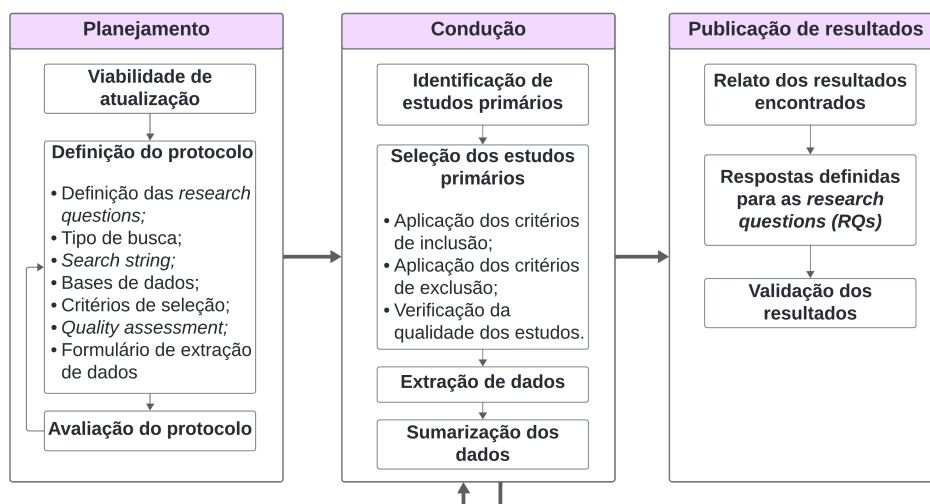 Planejamento
Viabilidade de
atualização
Definição do protocolo
• Definição das research
questions;
• Tipo de busca;
• Search string;
• Bases de dados;
• Critérios de seleção;
• Quality assessment;
• Formulário de extração
de dados
Avaliação do protocolo
Condução
Identificação de
estudos primários
Seleção dos estudos
primários
• Aplicação dos critérios
de inclusão;
• Aplicação dos critérios
de exclusão;
• Verificação da
qualidade dos estudos.
Extração de dados
Sumarização dos
dados
Publicação de resultados
Relato dos resultados
encontrados
Respostas definidas
para as research
questions (RQs)
Validação dos
resultados